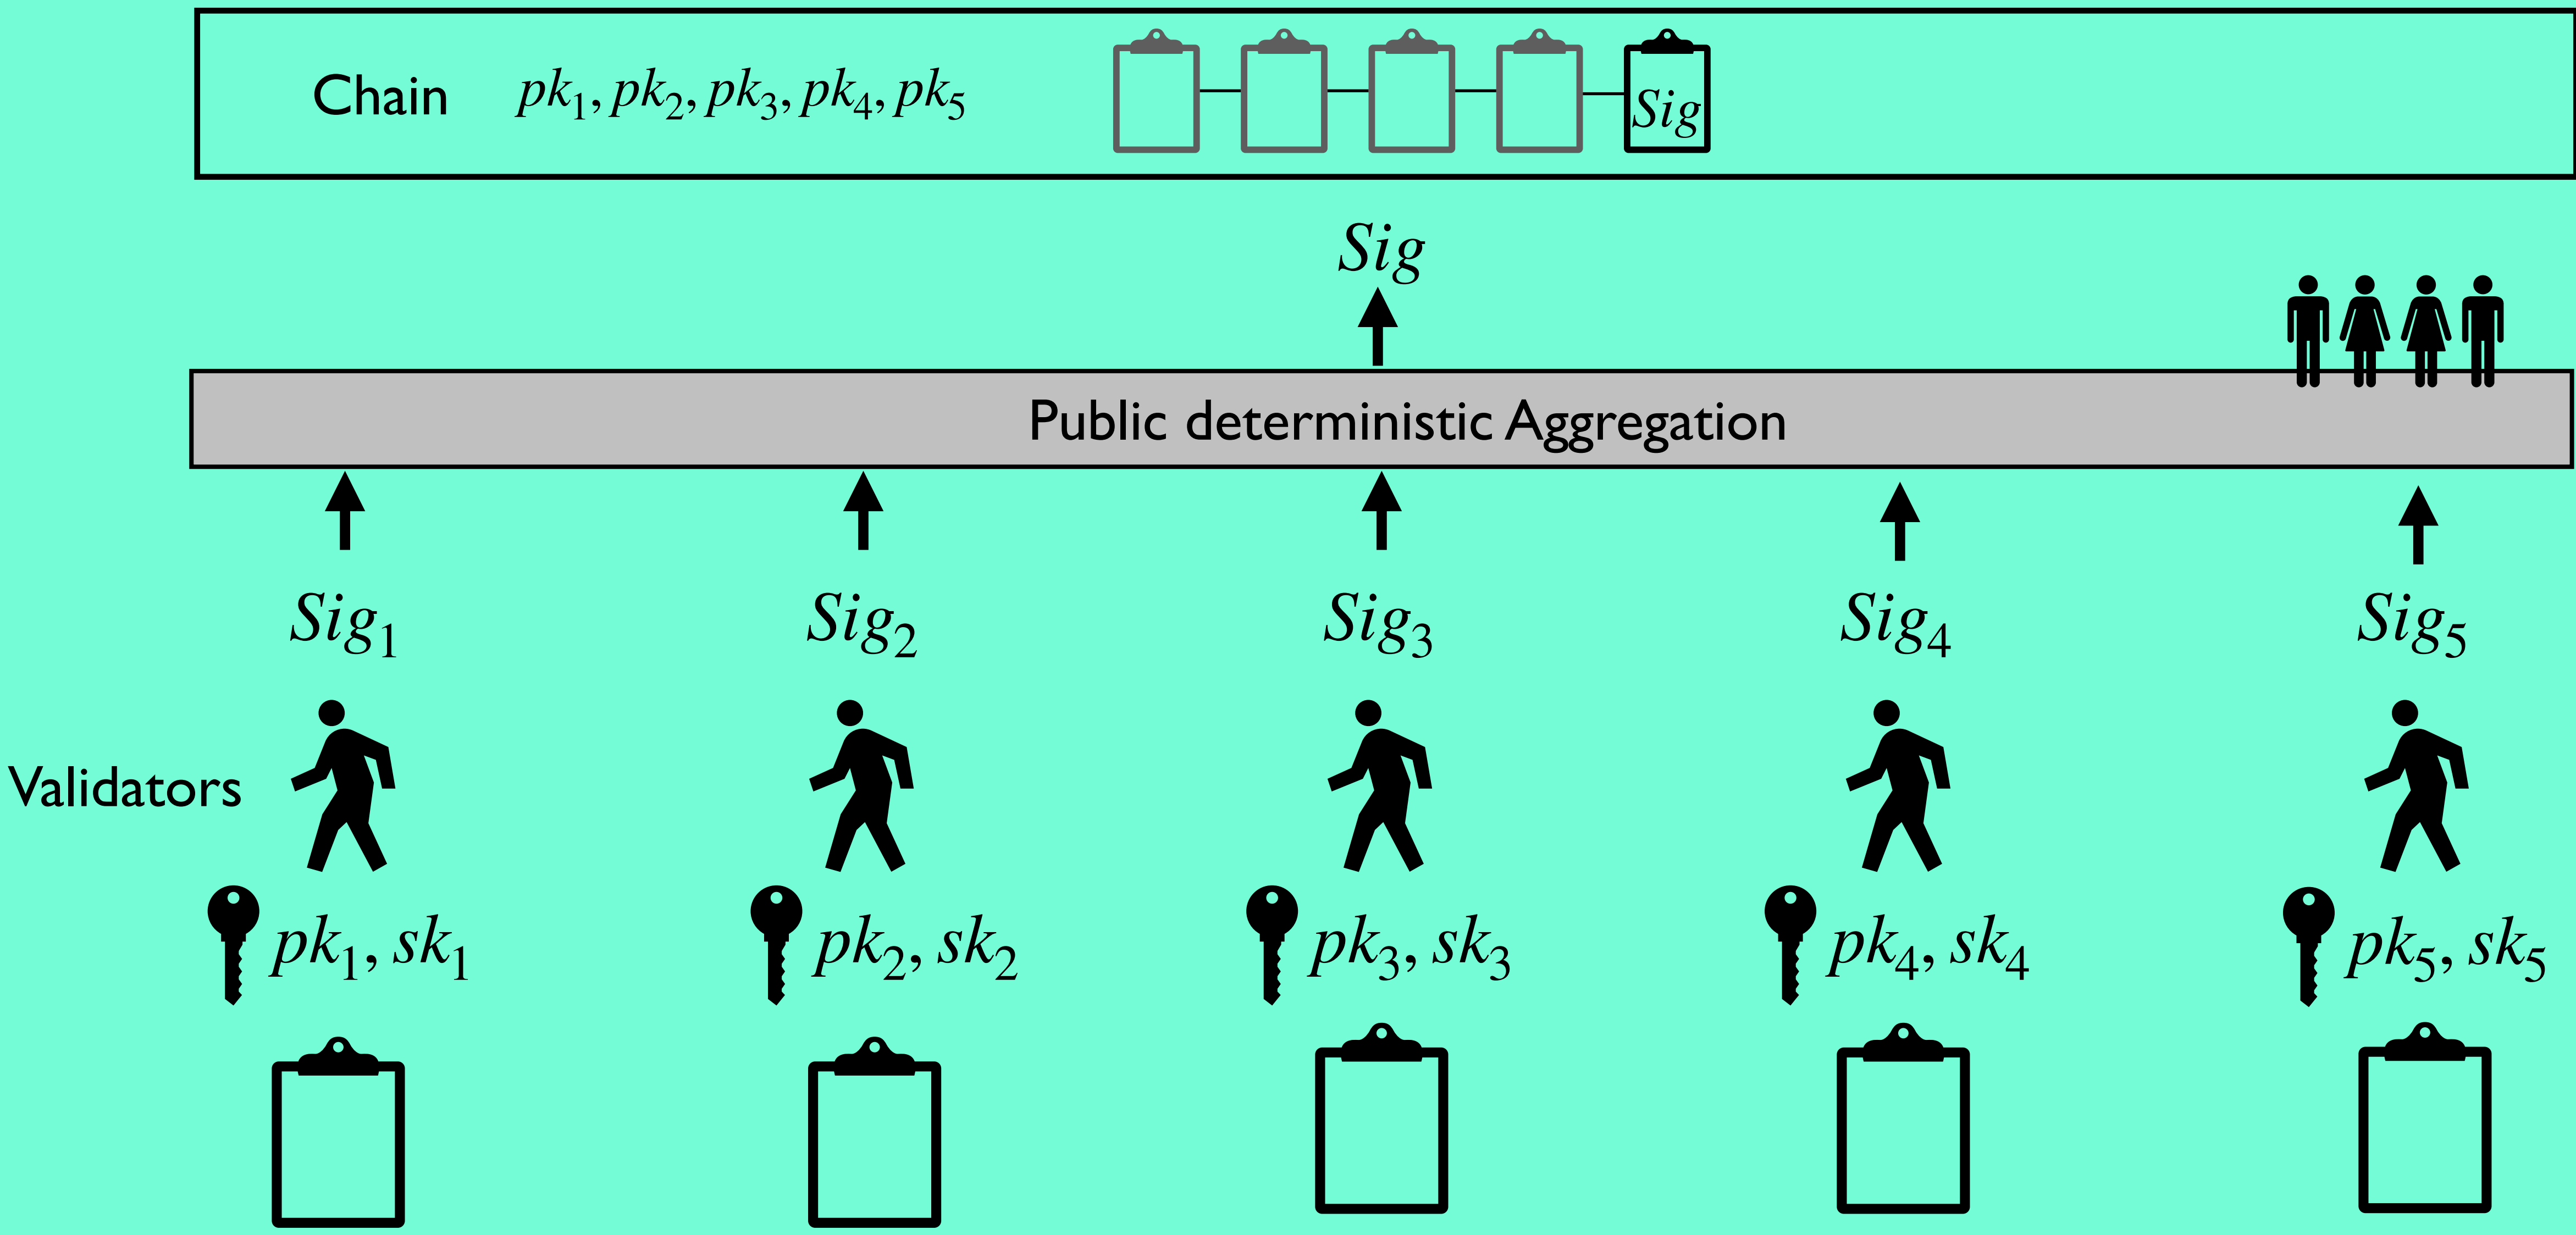 Chain pk₁, pk₂, pk₃, pk₄, pk₅ Sig
Sig
Public deterministic Aggregation
Sig₁ Sig₂ Sig₃ Sig₄ Sig₅
Validators
pk₁, sk₁ pk₂, sk₂ pk₃, sk₃ pk₄, sk₄ pk₅, sk₅